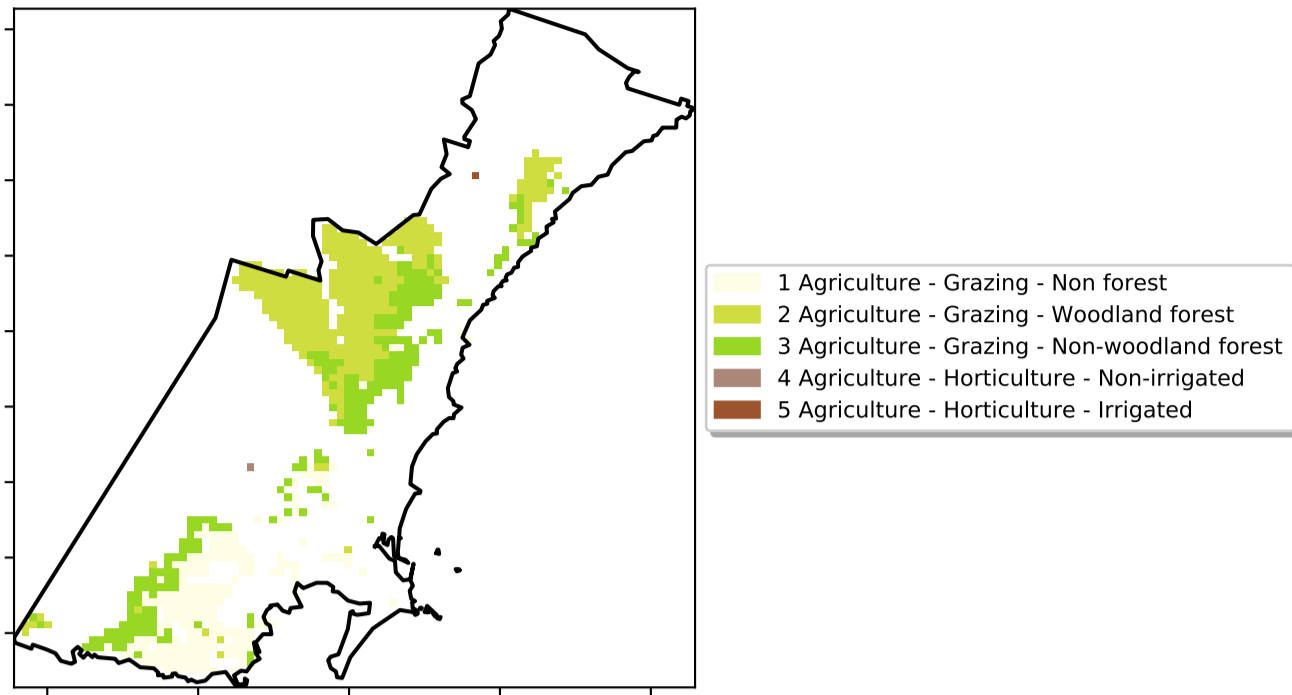 1 Agriculture - Grazing - Non forest
2 Agriculture - Grazing - Woodland forest
3 Agriculture - Grazing - Non-woodland forest
4 Agriculture - Horticulture - Non-irrigated
5 Agriculture - Horticulture - Irrigated